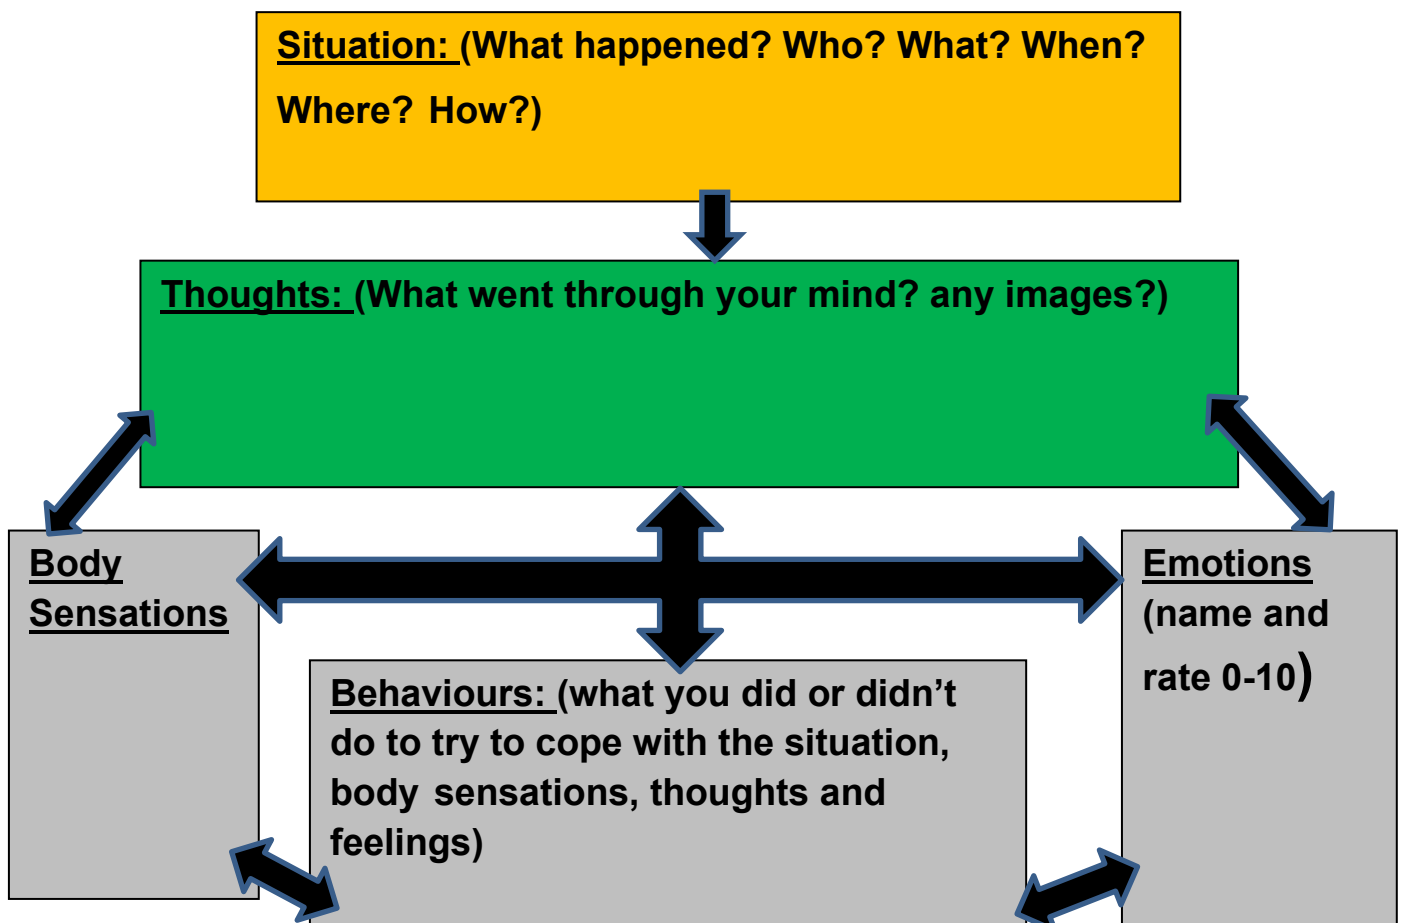 Situation: (What happened? Who? What? When?
Where? How?)
Thoughts: (What went through your mind? any images?)
Body
Sensations
Emotions
(name and
rate 0-10)
Behaviours: (what you did or didn’t
do to try to cope with the situation,
body sensations, thoughts and
feelings)